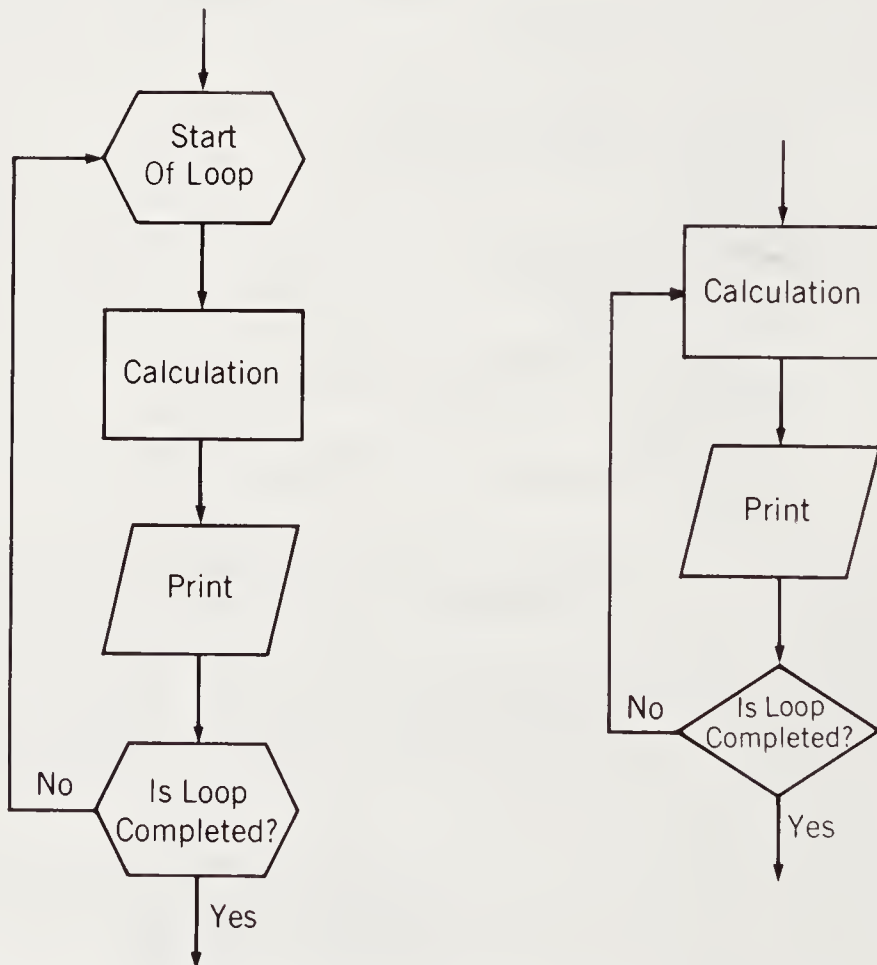 Start
Of Loop
Calculation
Print
No
Is Loop
Completed?
Yes
Calculation
Print
No
Is Loop
Completed?
Yes